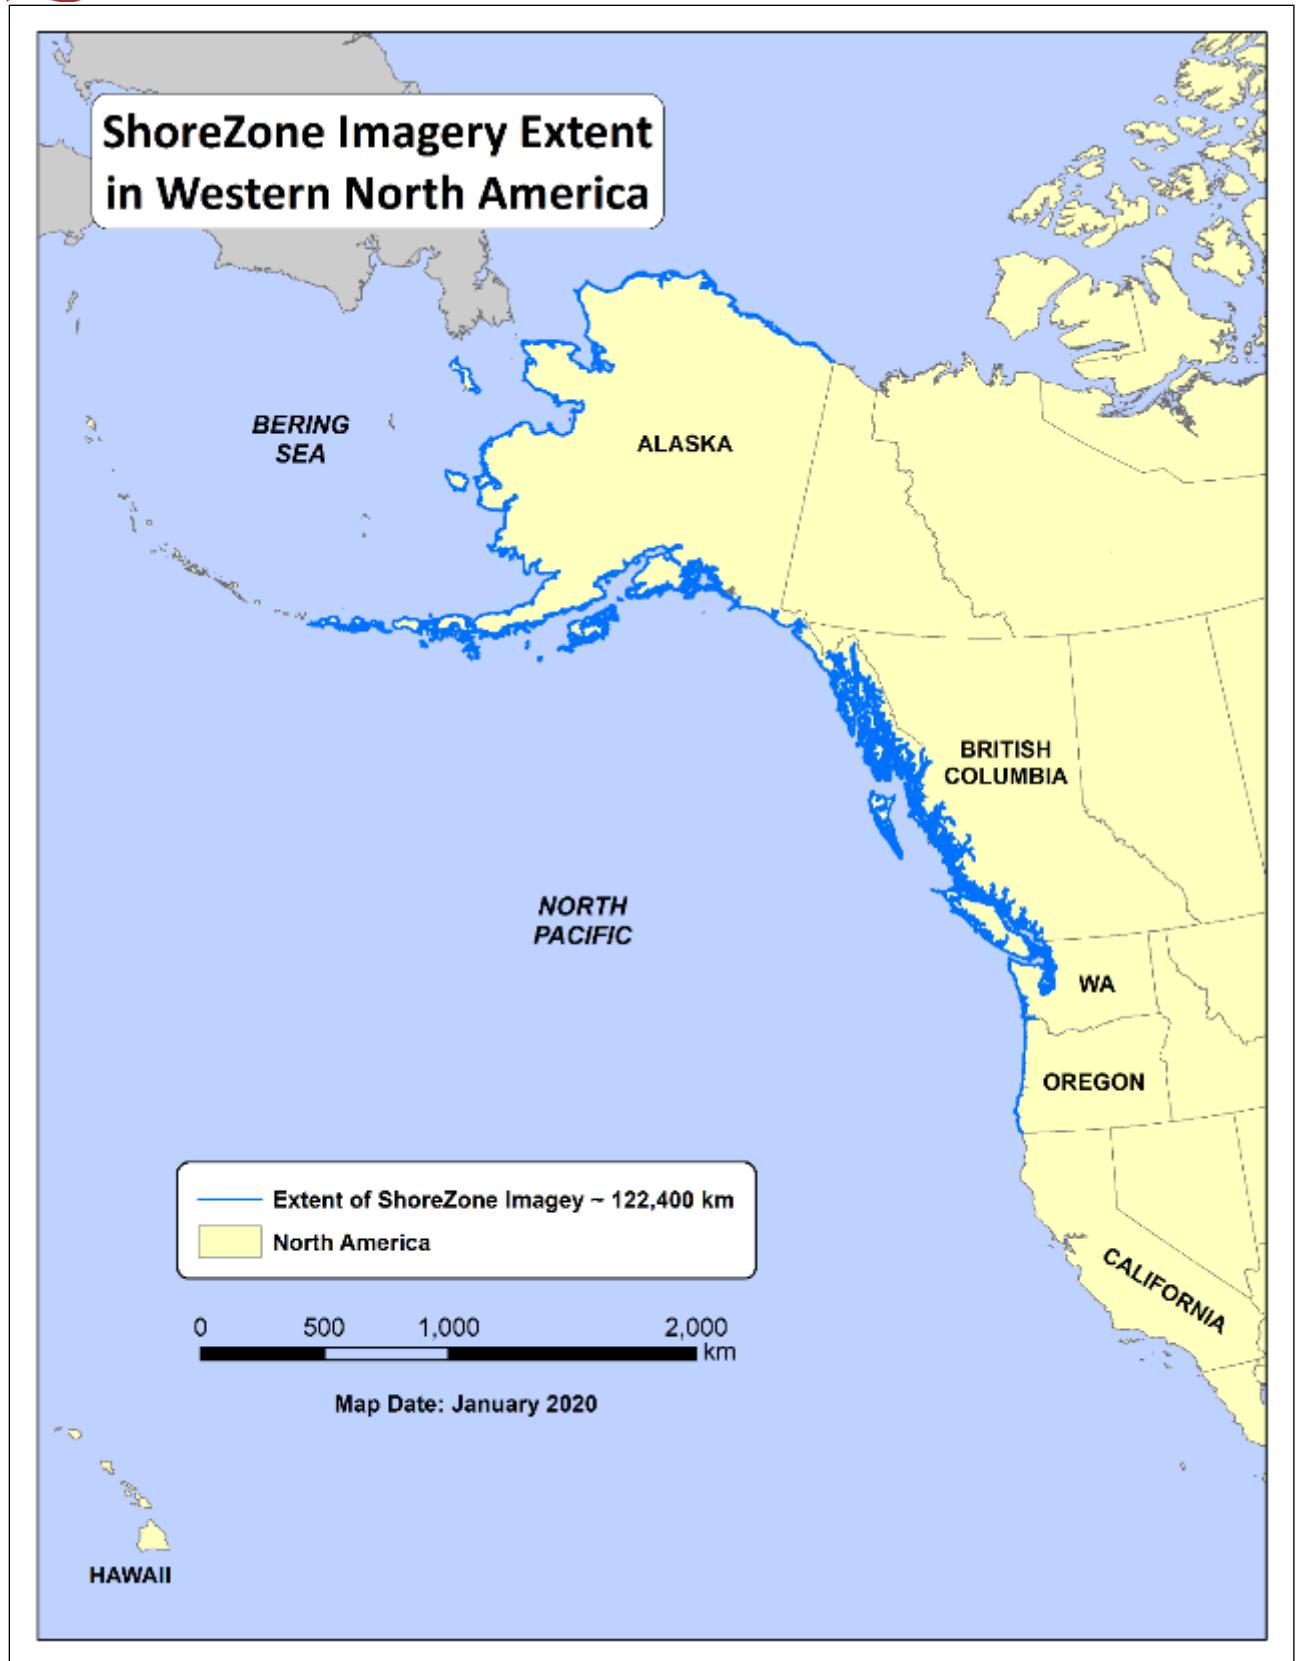 ShoreZone Imagery Extent
in Western North America
BERING
SEA
ALASKA
BRITISH
COLUMBIA
NORTH
PACIFIC
WA
OREGON
Extent of ShoreZone Imagey ~ 122,400 km
North America
CALIFORNIA
0 500 1,000 2,000
km
Map Date: January 2020
HAWAII